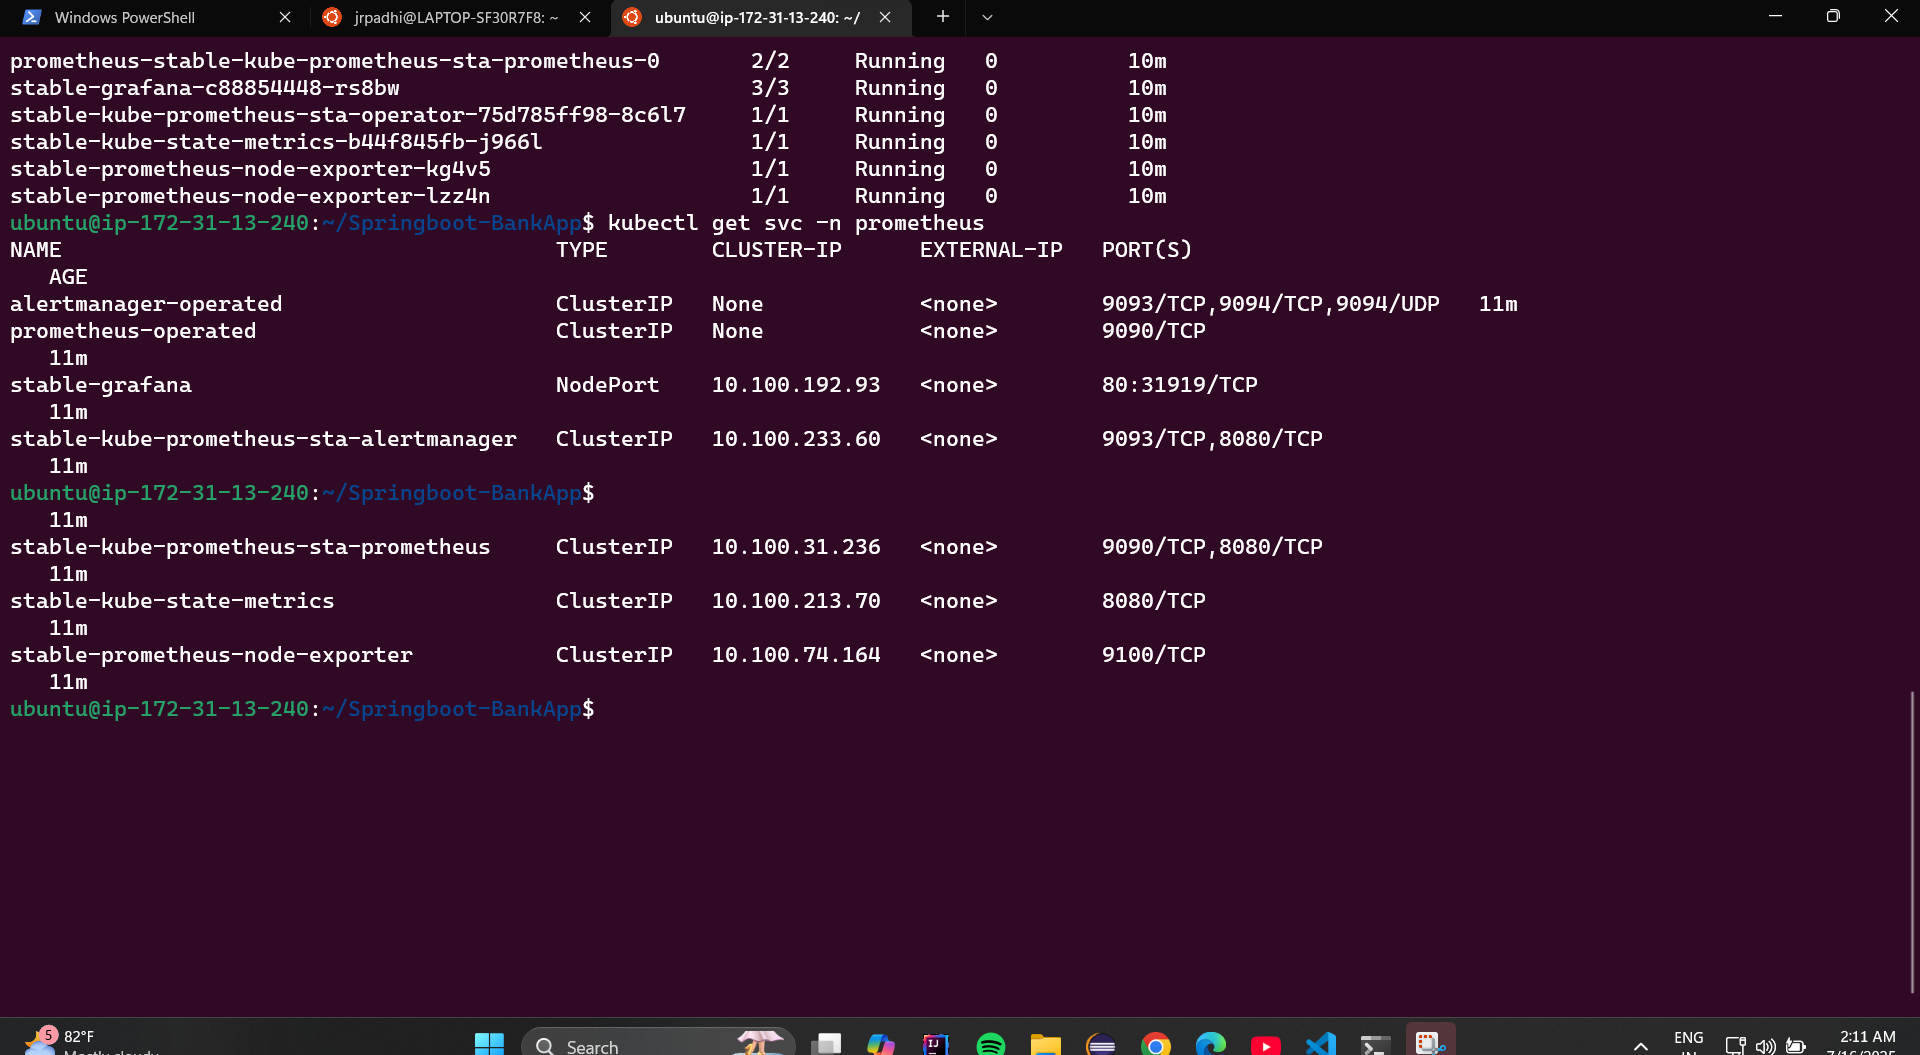 Windows PowerShell
jrpadhi@LAPTOP-SF30R7F8: ~
ubuntu@ip-172-31-13-240: ~/
prometheus-stable-kube-prometheus-sta-prometheus-0 2/2 Running 0 10m
stable-grafana-c88854448-rs8bw 3/3 Running 0 10m
stable-kube-prometheus-sta-operator-75d785ff98-8c6l7 1/1 Running 0 10m
stable-kube-state-metrics-b44f845fb-j966l 1/1 Running 0 10m
stable-prometheus-node-exporter-kg4v5 1/1 Running 0 10m
stable-prometheus-node-exporter-lzz4n 1/1 Running 0 10m
ubuntu@ip-172-31-13-240:~/Springboot-BankApp$ kubectl get svc -n prometheus
NAME TYPE CLUSTER-IP EXTERNAL-IP PORT(S)
AGE
alertmanager-operated ClusterIP None <none> 9093/TCP,9094/TCP,9094/UDP 11m
prometheus-operated ClusterIP None <none> 9090/TCP
11m
stable-grafana NodePort 10.100.192.93 <none> 80:31919/TCP
11m
stable-kube-prometheus-sta-alertmanager ClusterIP 10.100.233.60 <none> 9093/TCP,8080/TCP
11m
ubuntu@ip-172-31-13-240:~/Springboot-BankApp$
11m
stable-kube-prometheus-sta-prometheus ClusterIP 10.100.31.236 <none> 9090/TCP,8080/TCP
11m
stable-kube-state-metrics ClusterIP 10.100.213.70 <none> 8080/TCP
11m
stable-prometheus-node-exporter ClusterIP 10.100.74.164 <none> 9100/TCP
11m
ubuntu@ip-172-31-13-240:~/Springboot-BankApp$
5
82°F
Mostly cloudy
Search
IJ
ENG
IN
2:11 AM
7/16/2025